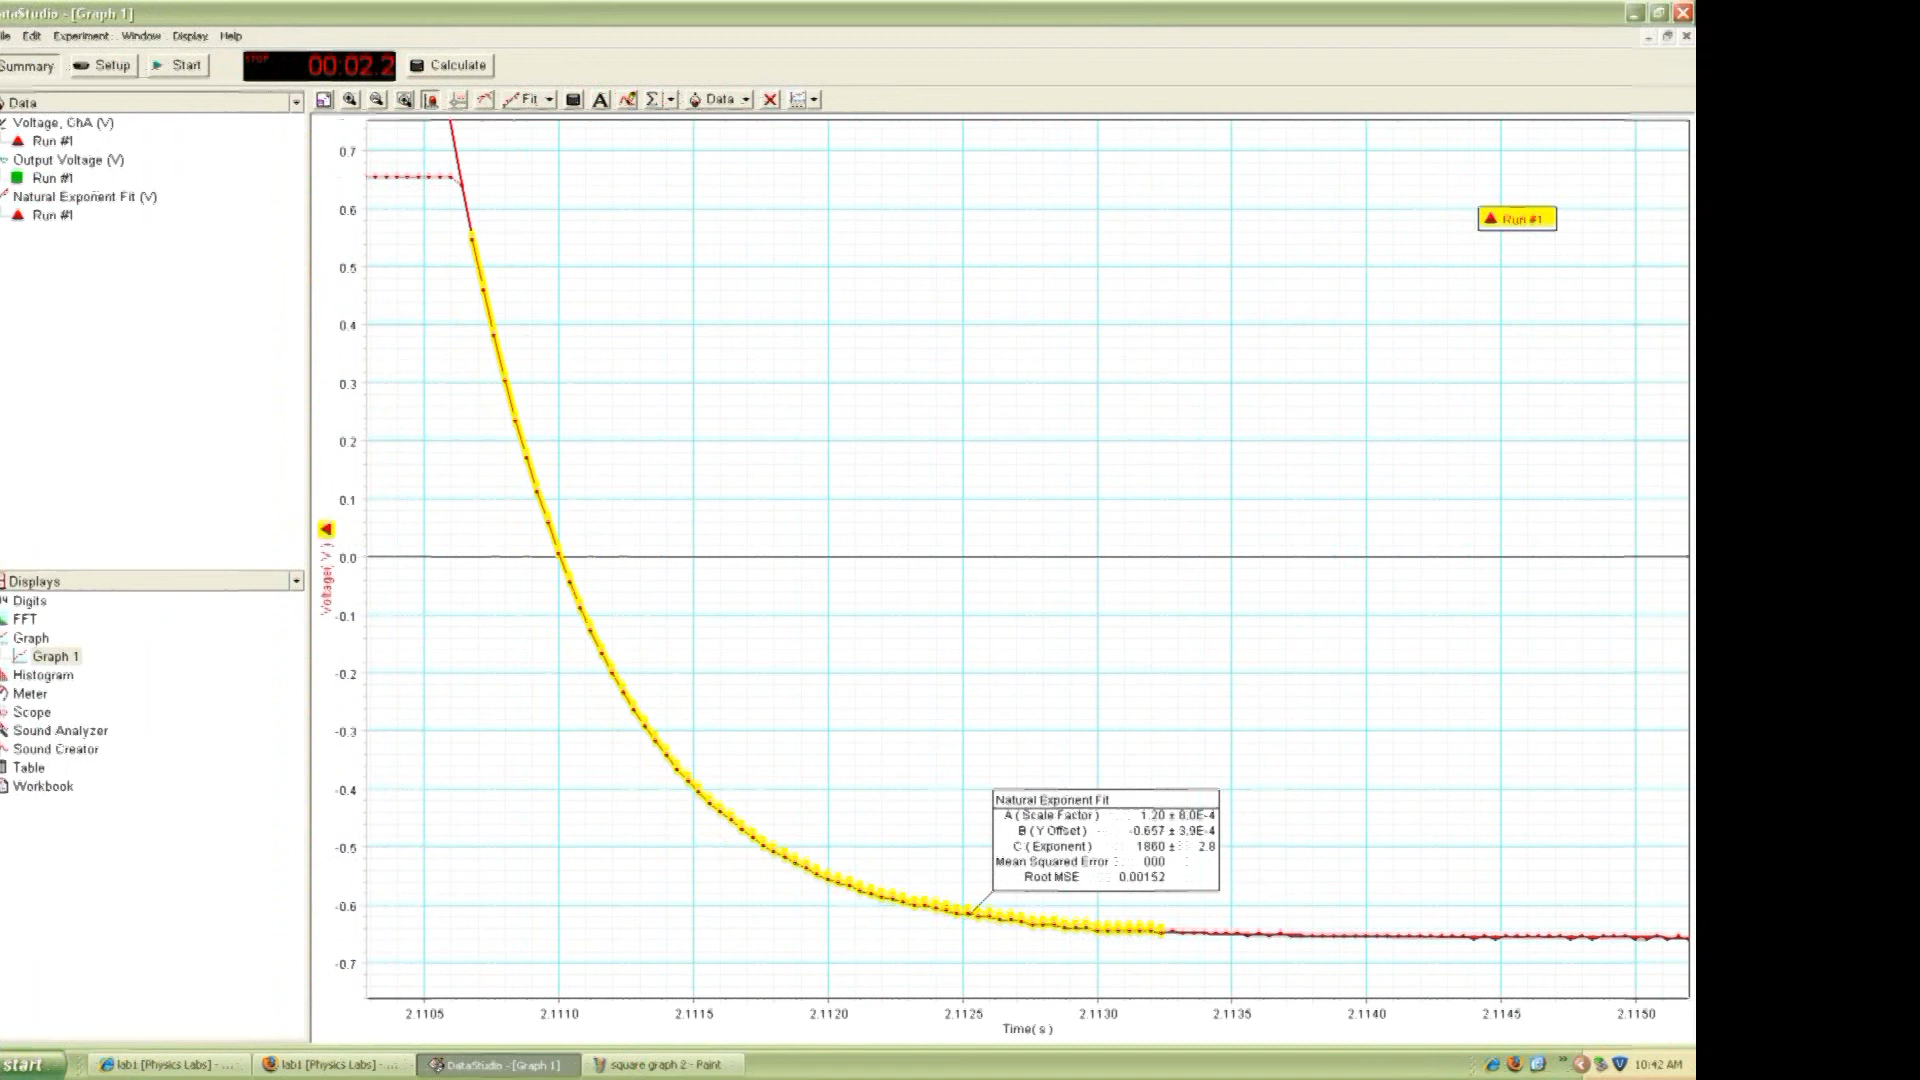 ataStudio - [Graph 1]
ile Edit Experiment Window Display Help
Summary Setup Start STOP 00:02.2 Calculate
Fit A Σ Data
Data
Voltage, ChA (V)
Run #1
Output Voltage (V)
Run #1
Natural Exponent Fit (V)
Run #1
Displays
Digits
FFT
Graph
Graph 1
Histogram
Meter
Scope
Sound Analyzer
Sound Creator
Table
Workbook
Run #1
0.7
0.6
0.5
0.4
0.3
0.2
0.1
0.0
-0.1
-0.2
-0.3
-0.4
-0.5
-0.6
-0.7
Voltage( V )
Natural Exponent Fit
A ( Scale Factor ) 1.20 ± 8.0E-4
B ( Y Offset ) -0.657 ± 3.9E-4
C ( Exponent ) 1860 ± 2.8
Mean Squared Error 000
Root MSE 0.00152
2.1105 2.1110 2.1115 2.1120 2.1125 2.1130 2.1135 2.1140 2.1145 2.1150
Time( s )
start lab1 [Physics Labs] - ... lab1 [Physics Labs] - ... DataStudio - [Graph 1] square graph 2 - Paint 10:42 AM